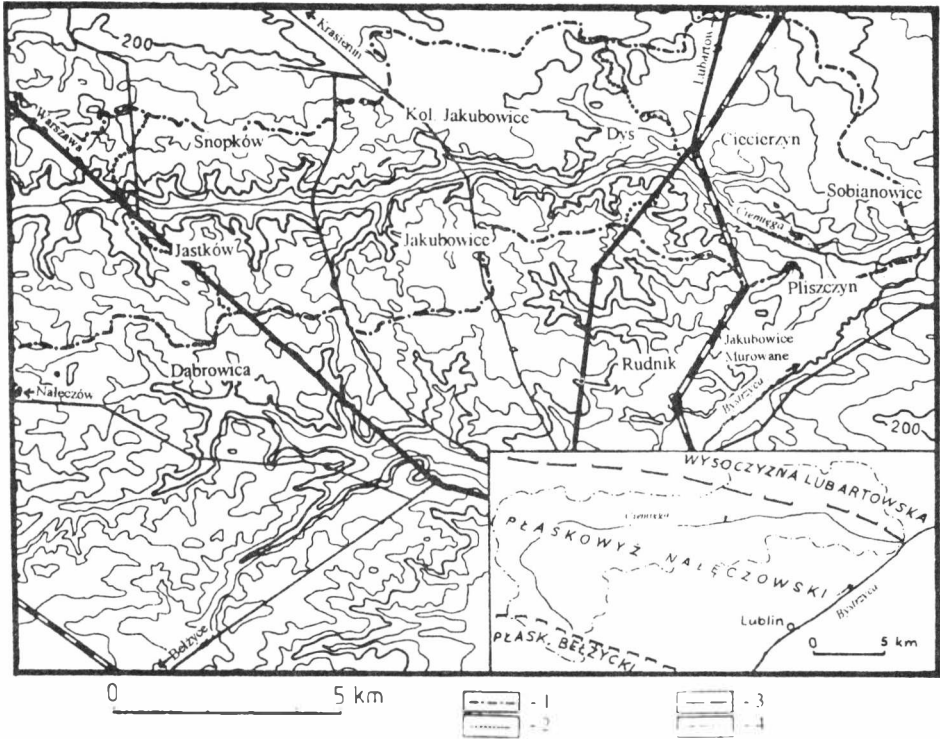 Krasienin
200
Lubartów
Warszawa
Snopków
Kol. Jakubowice
Dys
Ciecierzyn
Sobianowice
Ciemięga
Jastków
Jakubowice
Pliszczyn
Jakubowice
Murowane
Rudnik
Bystrzyca
Dąbrowica
Nałęczów
200
Bełżyce
WYSOCZYZNA LUBARTOWSKA
Ciemięga
PŁASKOWYŻ NAŁĘCZOWSKI
Bystrzyca
Lublin
PŁASK. BEŁŻYCKI
0 5 km
0 5 km
- 1
- 2
- 3
- 4